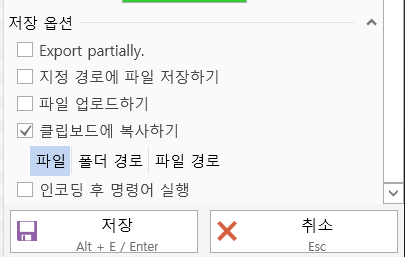 저장 옵션
Export partially.
지정 경로에 파일 저장하기
파일 업로드하기
클립보드에 복사하기
파일 폴더 경로 파일 경로
인코딩 후 명령어 실행
저장 취소
Alt + E / Enter Esc